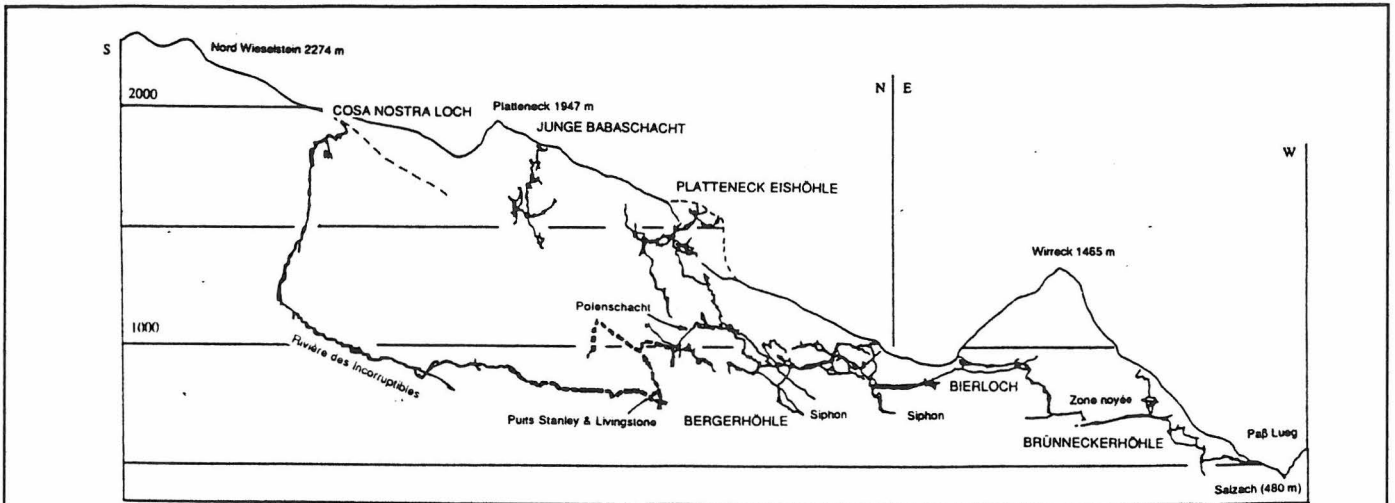 S
Nord Wieselstein 2274 m
N E
2000
COSA NOSTRA LOCH
Platteneck 1947 m
JUNGE BABASCHACHT
W
PLATTENECK EISHÖHLE
Wirreck 1465 m
Polenschacht
1000
Rivière des Incorruptibles
BIERLOCH
Puits Stanley & Livingstone
BERGERHÖHLE
Siphon
Siphon
Zone noyée
BRÜNNECKERHÖHLE
Paß Lueg
Salzach (480 m)